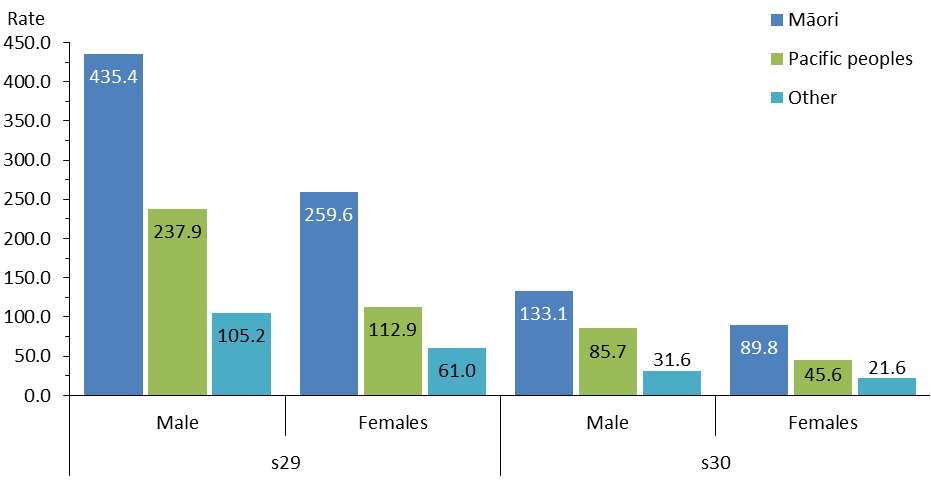 Rate
Māori
Pacific peoples
Other
450.0
400.0
350.0
300.0
250.0
200.0
150.0
100.0
50.0
0.0
435.4
237.9
105.2
259.6
112.9
61.0
133.1
85.7
31.6
89.8
45.6
21.6
Male
Females
Male
Females
s29
s30